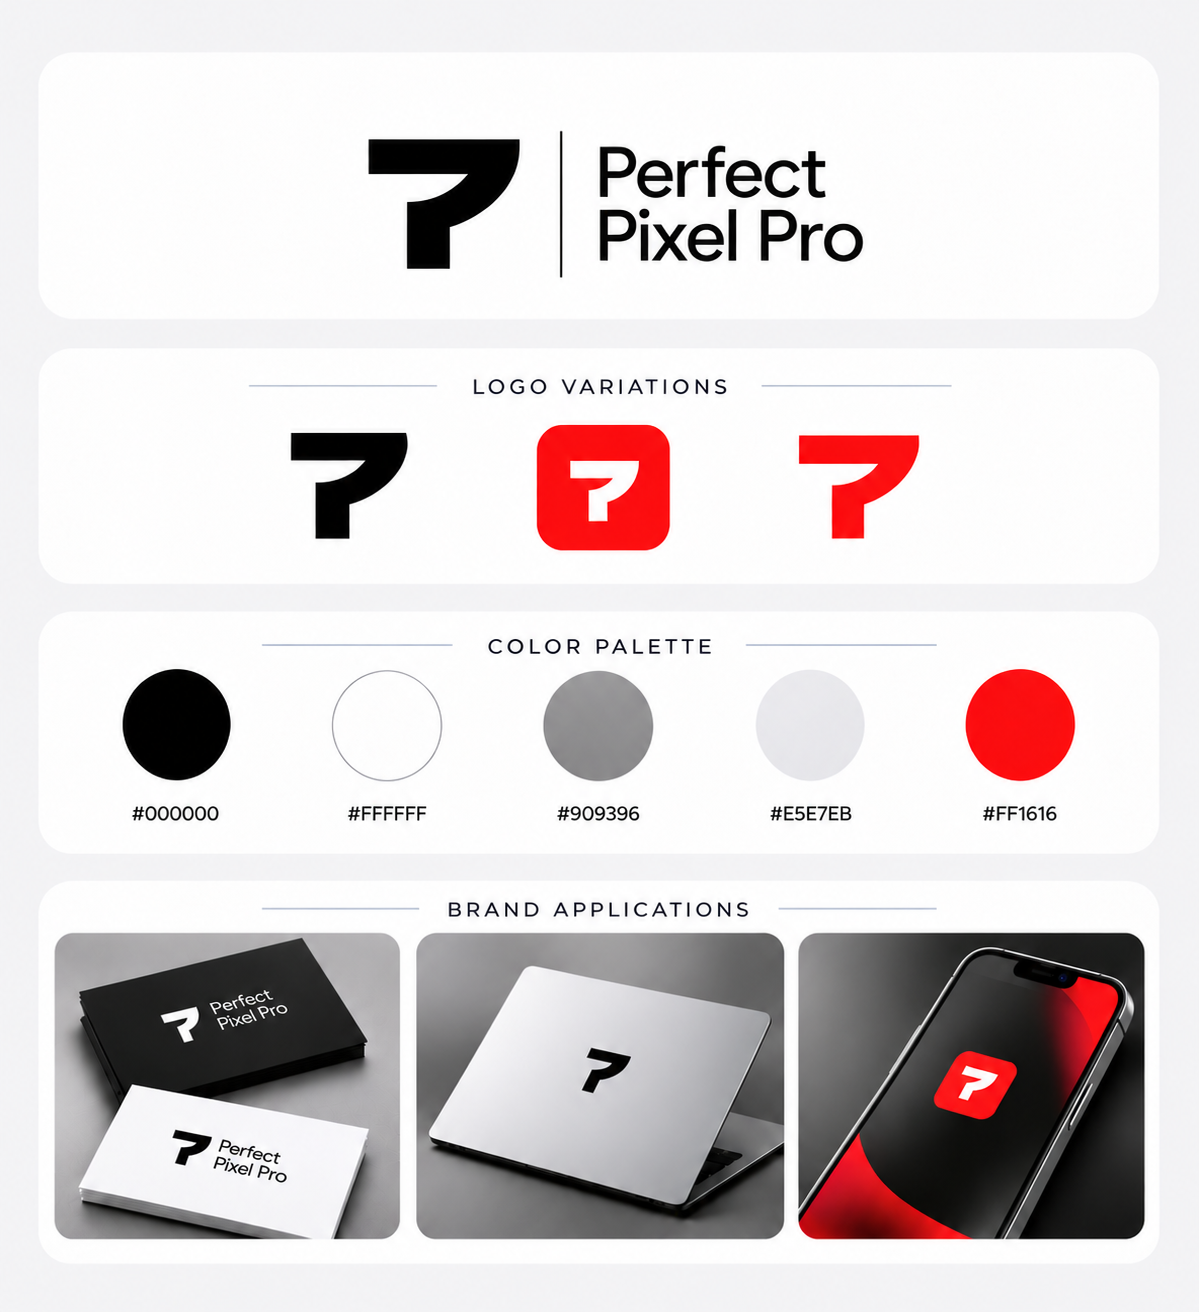 Perfect
Pixel Pro
LOGO VARIATIONS
COLOR PALETTE
#000000
#FFFFFF
#909396
#E5E7EB
#FF1616
BRAND APPLICATIONS
Perfect
Pixel Pro
Perfect
Pixel Pro